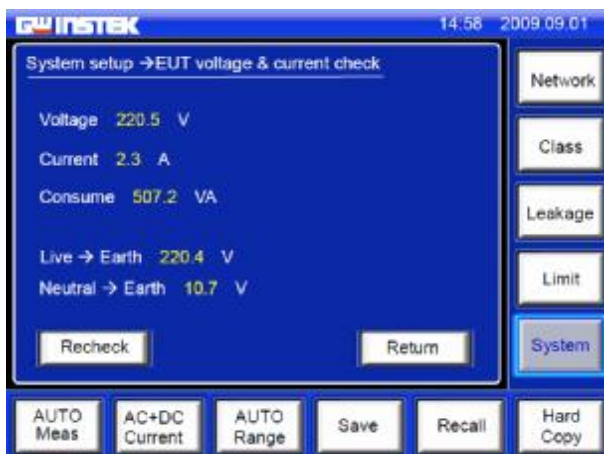 GWINSTEK 14:58 2009.09.01
System setup →EUT voltage & current check
Voltage 220.5 V
Current 2.3 A
Consume 507.2 VA
Live → Earth 220.4 V
Neutral → Earth 10.7 V
Recheck
Return
Network
Class
Leakage
Limit
System
AUTO Meas
AC+DC Current
AUTO Range
Save
Recall
Hard Copy